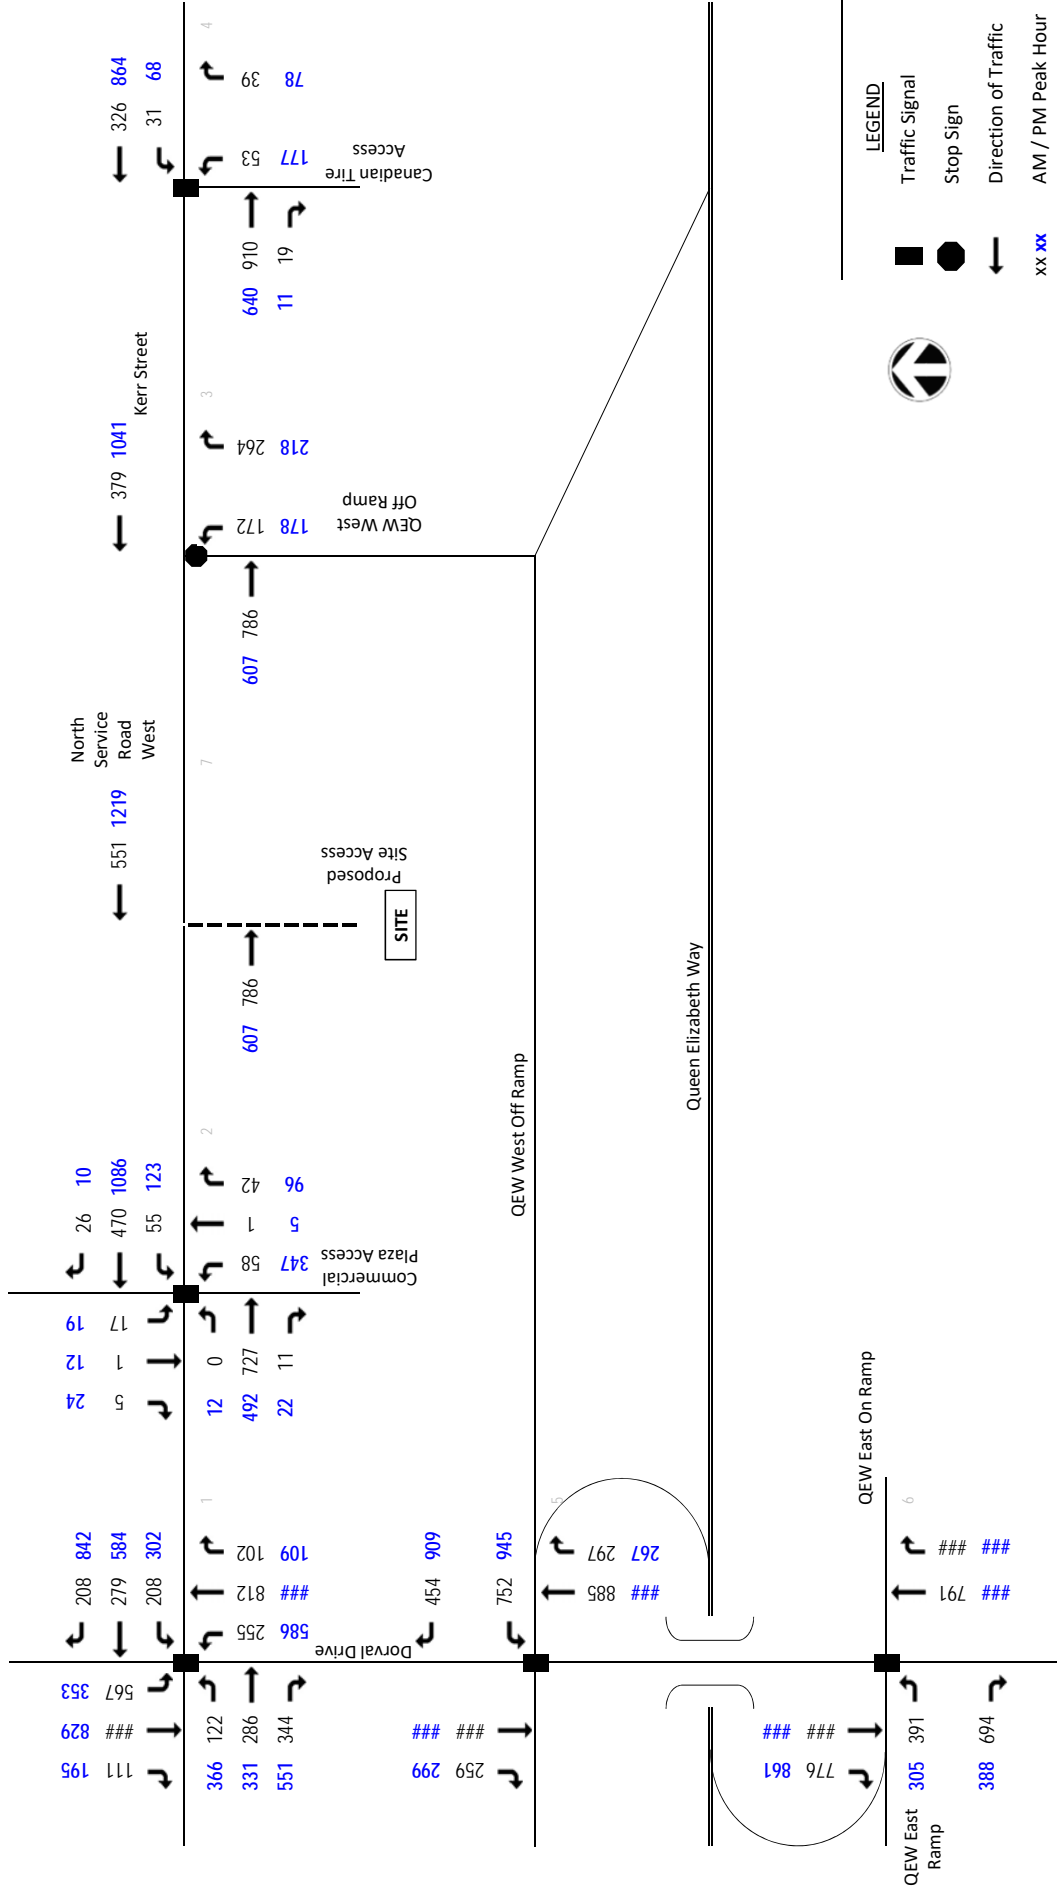 4
326 864
31 68
39
78
53
177
Canadian Tire
Access
910
640
19
11
Kerr Street
3
379 1041
264
218
172
178
QEW West
Off Ramp
607 786
North
Service
Road
West
7
551 1219
Proposed
Site Access
SITE
607 786
QEW West Off Ramp
Queen Elizabeth Way
2
26 10
470 1086
55 123
42
96
1
5
58
347
Commercial
Plaza Access
19 17
12 1
24 5
12 0
492 727
22 11
1
208 842
279 584
208 302
102 109
812 ###
255 586
Dorval Drive
353 567
829 ###
195 111
366 122
331 286
551 344
5
454 909
752 945
297 267
885 ###
### ###
299 259
QEW East On Ramp
6
### ###
791 ###
### ###
861 776
305 391
388 694
QEW East
Ramp
LEGEND
Traffic Signal
Stop Sign
Direction of Traffic
xx xx AM / PM Peak Hour